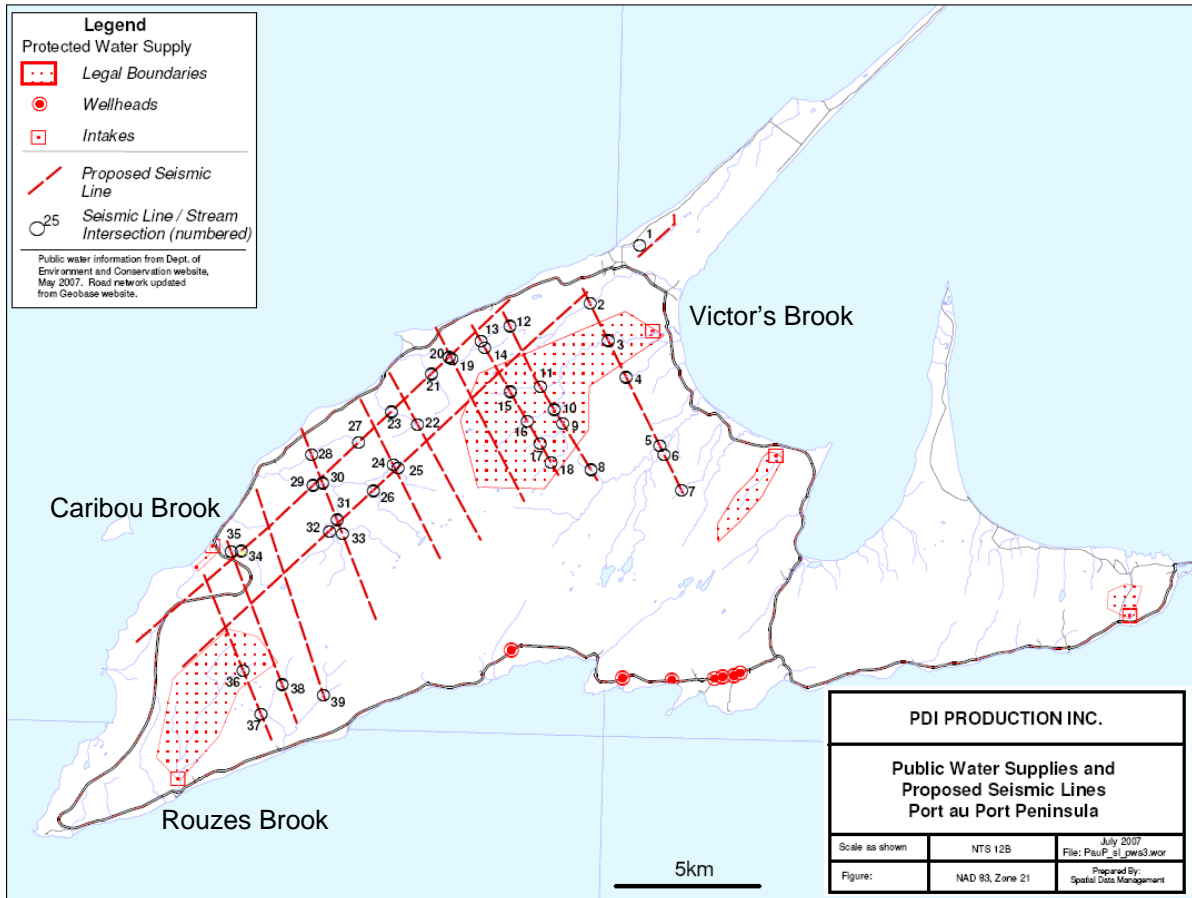 Legend
Protected Water Supply
Legal Boundaries
Wellheads
Intakes
Proposed Seismic
Line
25
Seismic Line / Stream
Intersection (numbered)
Public water information from Dept. of
Environment and Conservation website,
May 2007. Road network updated
from Geobase website.
1
2
Victor's Brook
12
13
14
3
20
19
21
4
11
15
10
23
22
16
9
27
5
6
28
17
18
24
25
8
29
30
26
7
Caribou Brook
31
32
33
35
34
36
38
39
37
Rouzes Brook
5km
PDI PRODUCTION INC.
Public Water Supplies and
Proposed Seismic Lines
Port au Port Peninsula
Scale as shown
NTS 12B
July 2007
File: PauP_sl_pws3.wor
Figure:
NAD 83, Zone 21
Prepared By:
Spatial Data Management